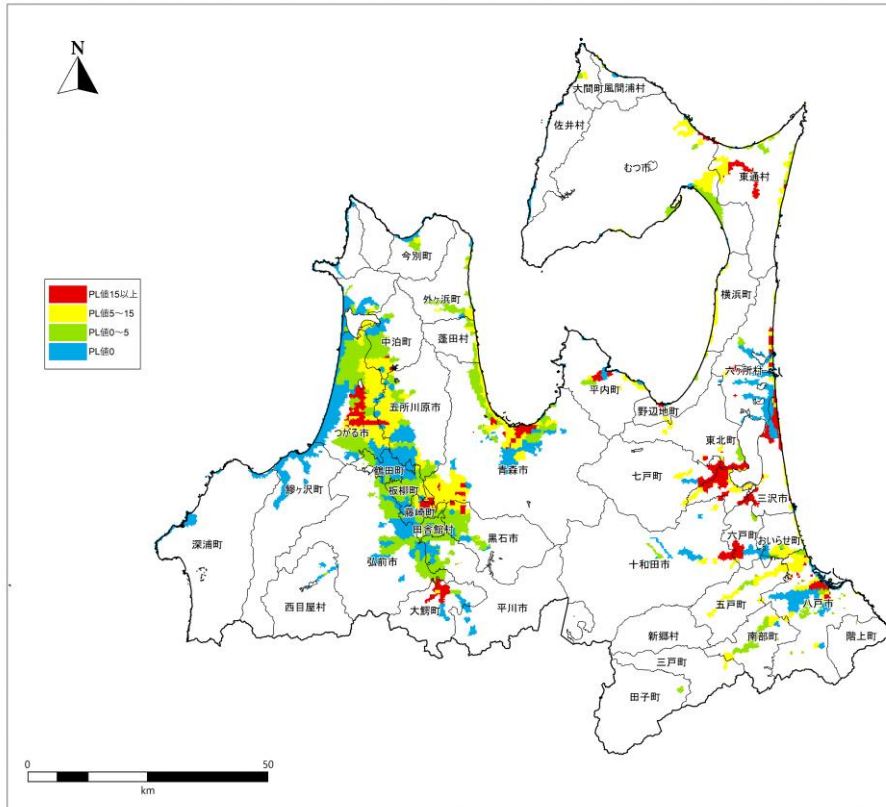 N
大間町風間浦村
佐井村
むつ市
東通村
今別町
横浜町
PL値15以上
PL値5～15
PL値0～5
PL値0
外ヶ浜町
中泊町
蓬田村
六ヶ所村
平内町
五所川原市
野辺地町
つがる市
東北町
鶴田町
青森市
七戸町
板柳町
鰺ヶ沢町
三沢市
藤崎町
田舎館村
六戸町
おいらせ町
深浦町
黒石市
弘前市
十和田市
西目屋村
大鰐町
平川市
五戸町
八戸市
新郷村
南部町
階上町
三戸町
田子町
0
50
km